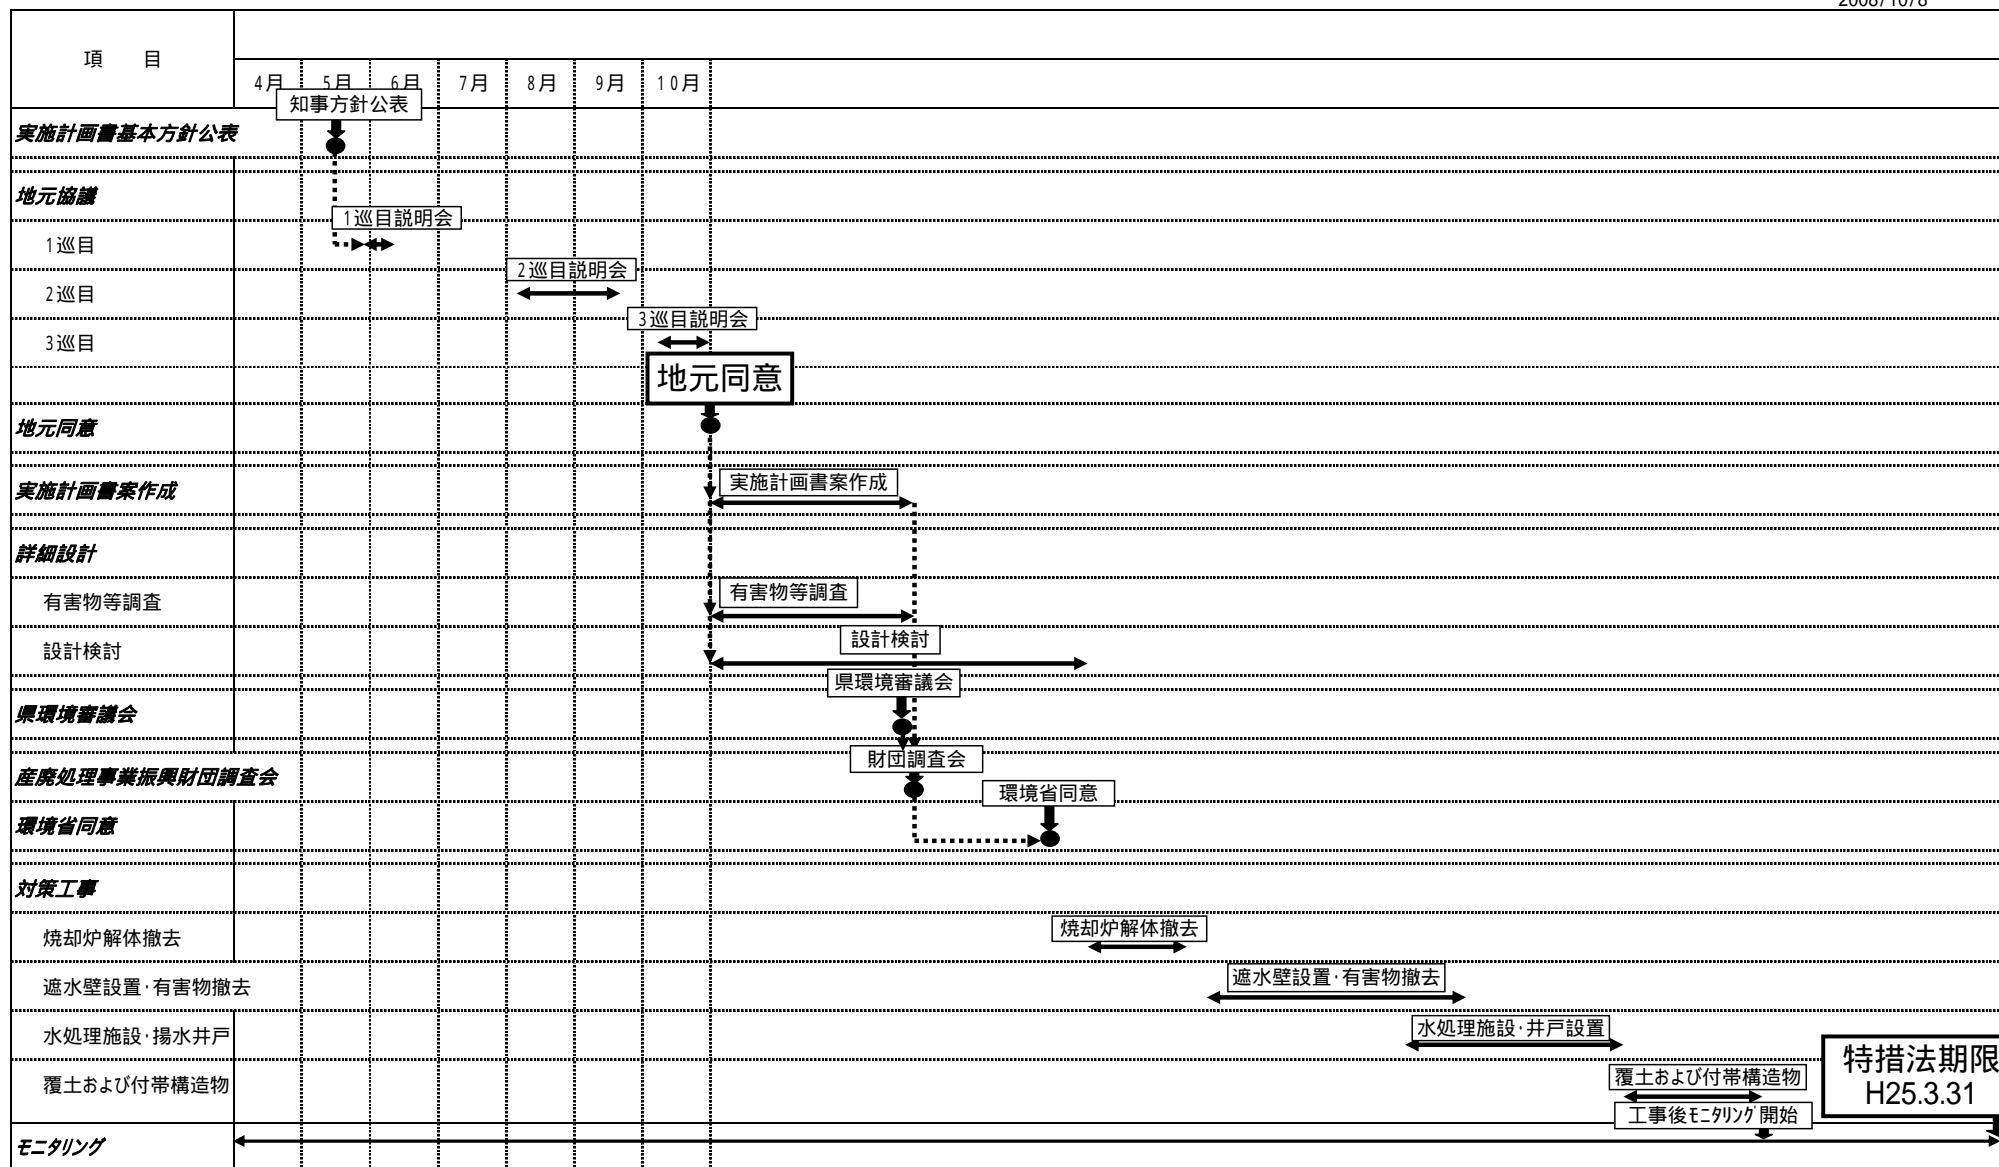 2008/10/8
項　目
4月 5月 6月 7月 8月 9月 10月
知事方針公表
実施計画書基本方針公表
地元協議
1巡目説明会
1巡目
2巡目説明会
2巡目
3巡目説明会
3巡目
地元同意
地元同意
実施計画書案作成
実施計画書案作成
詳細設計
有害物等調査
有害物等調査
設計検討
設計検討
県環境審議会
県環境審議会
財団調査会
産廃処理事業振興財団調査会
環境省同意
環境省同意
対策工事
焼却炉解体撤去
焼却炉解体撤去
遮水壁設置･有害物撤去
遮水壁設置･有害物撤去
水処理施設･井戸設置
水処理施設･揚水井戸
特措法期限
H25.3.31
覆土および付帯構造物
覆土および付帯構造物
工事後ﾓﾆﾀﾘﾝｸﾞ開始
ﾓﾆﾀﾘﾝｸﾞ